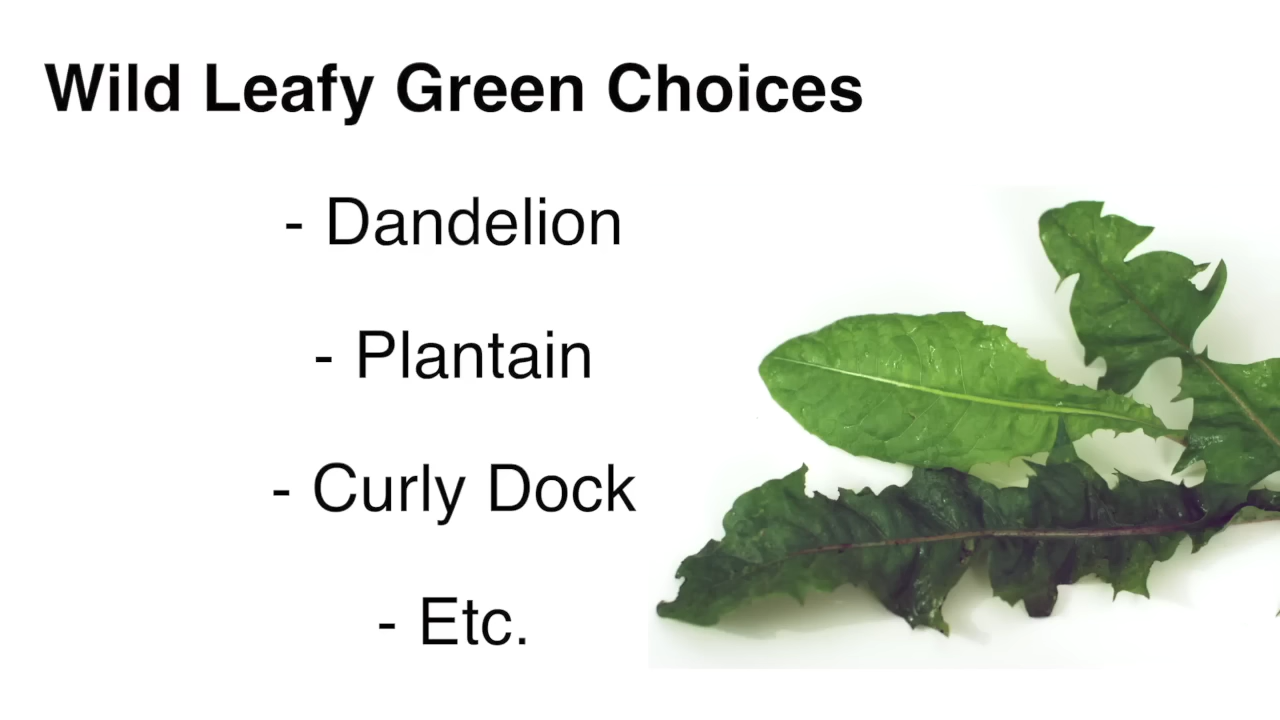 Wild Leafy Green Choices
- Dandelion
- Plantain
- Curly Dock
- Etc.